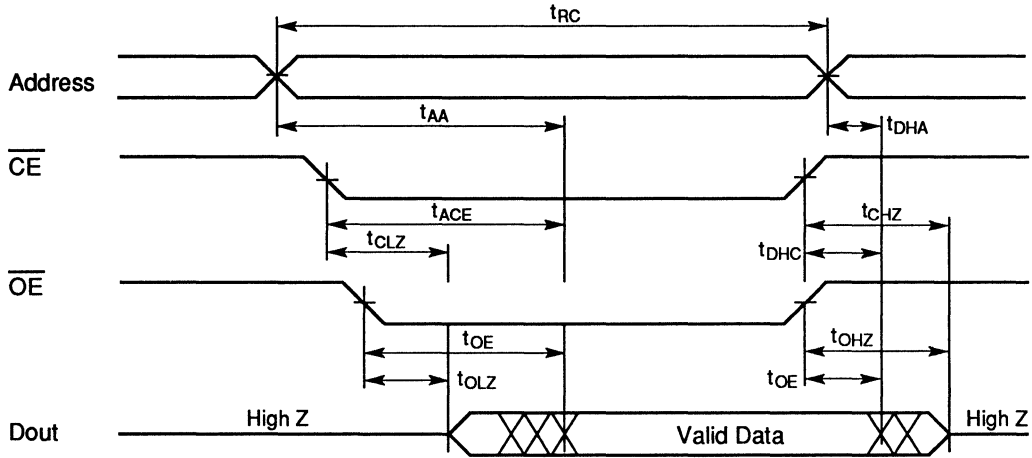 tRC
Address
tAA
tDHA
CE
tACE
tCHZ
tCLZ
tDHC
OE
tOE
tOHZ
tOLZ
tOE
Dout
High Z
Valid Data
High Z